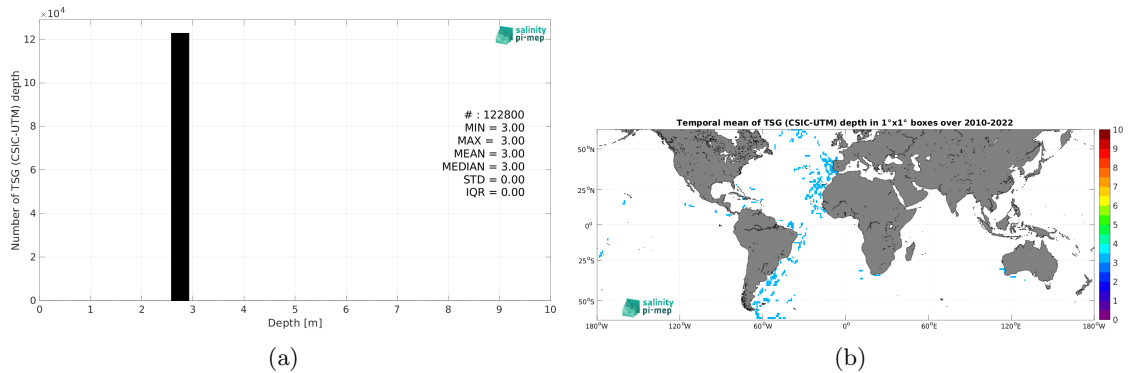 ×10⁴
12
10
8
6
4
2
0
Number of TSG (CSIC-UTM) depth
salinity
pi-mep
# : 122800
MIN = 3.00
MAX = 3.00
MEAN = 3.00
MEDIAN = 3.00
STD = 0.00
IQR = 0.00
0 1 2 3 4 5 6 7 8 9 10
Depth [m]
(a)
Temporal mean of TSG (CSIC-UTM) depth in 1°x1° boxes over 2010-2022
50°N
25°N
0°
25°S
50°S
salinity
pi-mep
180°W 120°W 60°W 0° 60°E 120°E 180°E
10
9
8
7
6
5
4
3
2
1
0
(b)